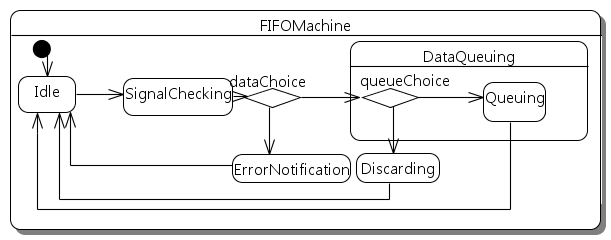 FIFOMachine
DataQueuing
dataChoice
queueChoice
Idle
SignalChecking
Queuing
ErrorNotification
Discarding